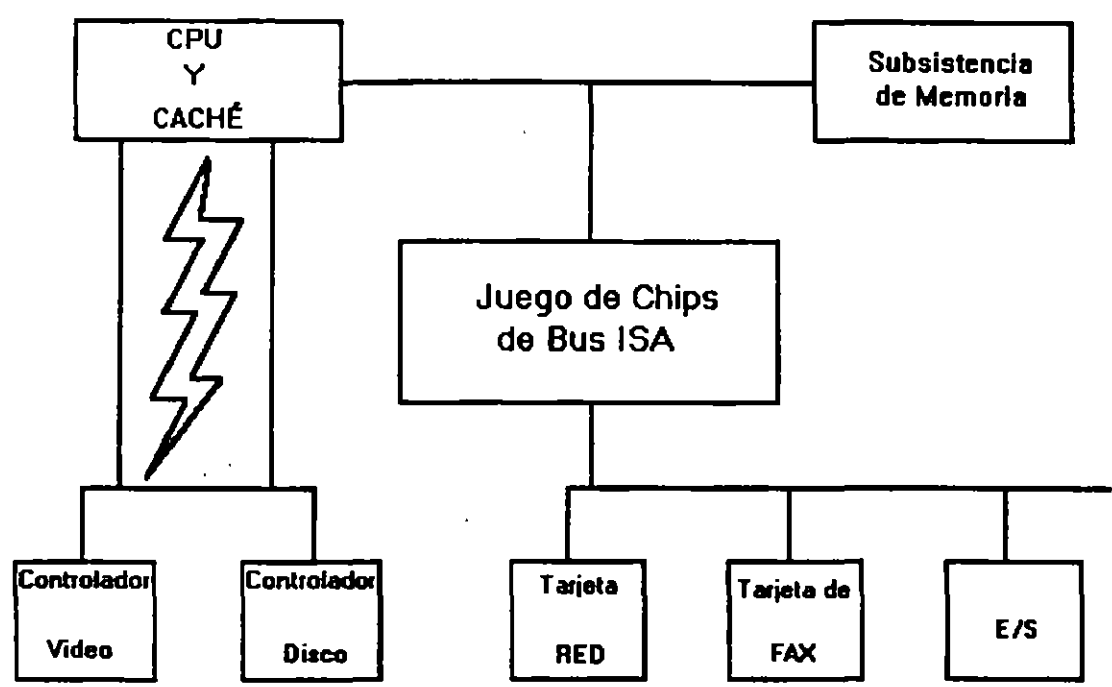 CPU
Y
CACHÉ
Subsistencia
de Memoria
Juego de Chips
de Bus ISA
Controlador
Video
Controlador
Disco
Tarjeta
RED
Tarjeta de
FAX
E/S